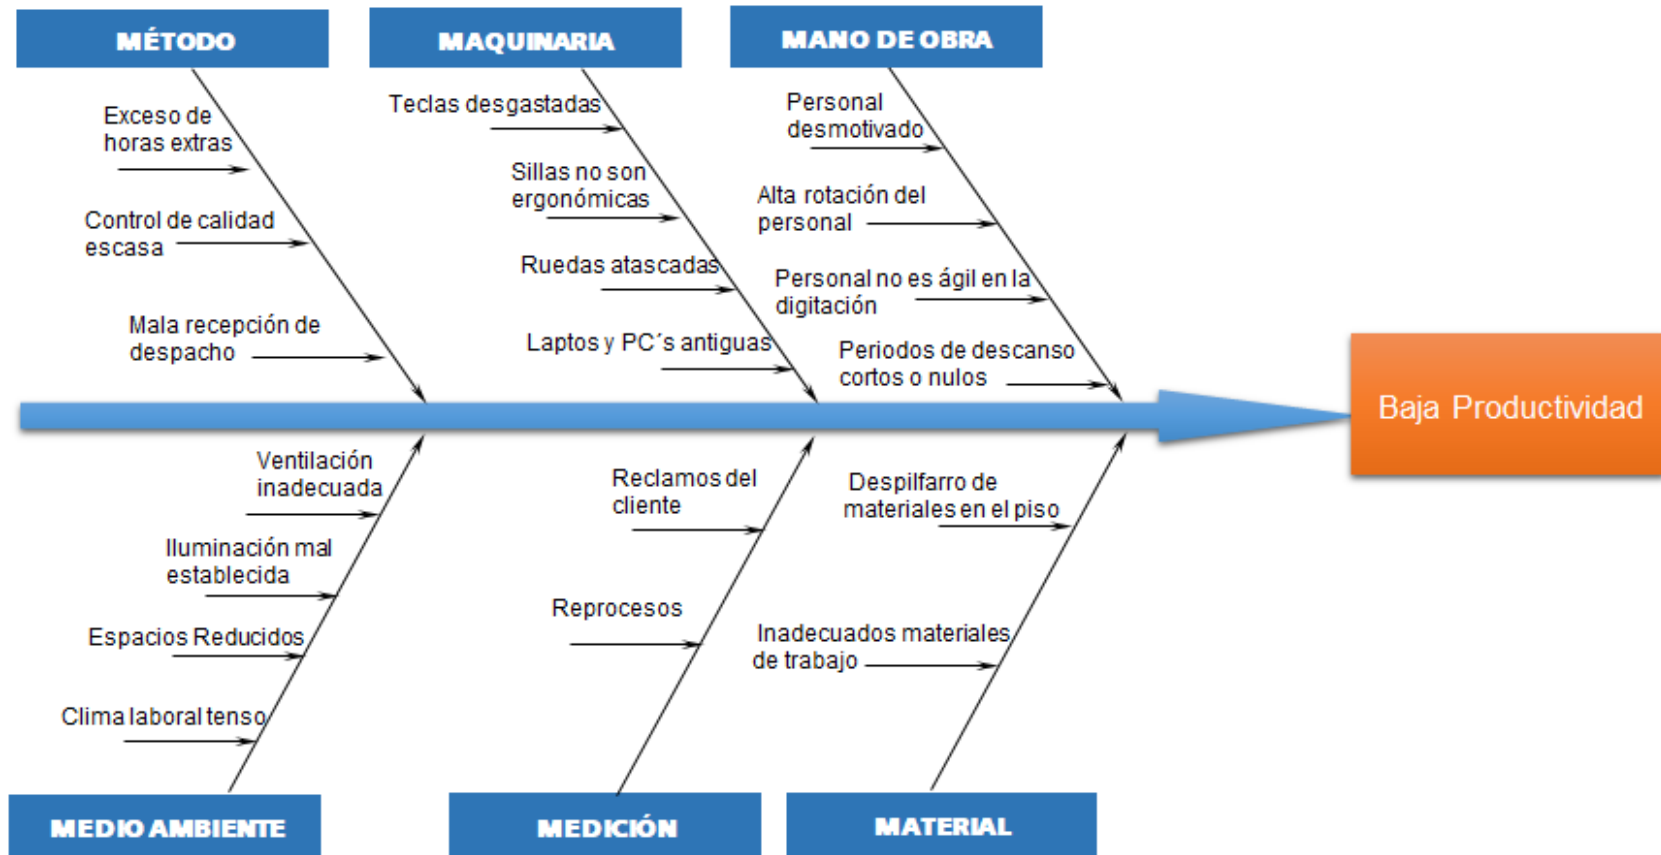 MÉTODO
MAQUINARIA
MANO DE OBRA
Exceso de
horas extras
Control de calidad
escasa
Mala recepción de
despacho
Teclas desgastadas
Sillas no son
ergonómicas
Ruedas atascadas
Laptos y PC´s antiguas
Personal
desmotivado
Alta rotación del
personal
Personal no es ágil en la
digitación
Periodos de descanso
cortos o nulos
Baja Productividad
Ventilación
inadecuada
Iluminación mal
establecida
Espacios Reducidos
Clima laboral tenso
Reclamos del
cliente
Reprocesos
Despilfarro de
materiales en el piso
Inadecuados materiales
de trabajo
MEDIO AMBIENTE
MEDICIÓN
MATERIAL